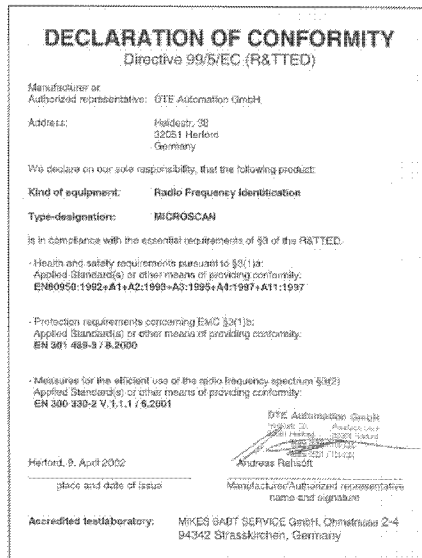 DECLARATION OF CONFORMITY
Directive 99/5/EC (R&TTED)
Manufacturer or
Authorized representative: DTE Automation GmbH
Address: Heidestr. 38
32051 Herford
Germany
We declare on our sole responsibility, that the following product:
Kind of equipment: Radio Frequency Identification
Type-designation: MICROSCAN
is in compliance with the essential requirements of §3 of the R&TTED.
- Health and safety requirements pursuant to §3(1)a:
Applied Standard(s) or other means of providing conformity:
EN60950:1992+A1+A2:1993+A3:1995+A4:1997+A11:1997
- Protection requirements concerning EMC §3(1)b:
Applied Standard(s) or other means of providing conformity:
EN 301 489-3 / 8.2000
- Measures for the efficient use of the radio frequency spectrum §3(2)
Applied Standard(s) or other means of providing conformity:
EN 300 330-2 V.1.1.1 / 6.2001
DTE Automation GmbH
Herford, 9. April 2002
Andreas
place and date of issue
Manufacturer/Authorized representative
name and signature
Accredited testlaboratory: MIKES BABT SERVICE GmbH, Ohmstrasse 2-4
94342 Strasskirchen, Germany